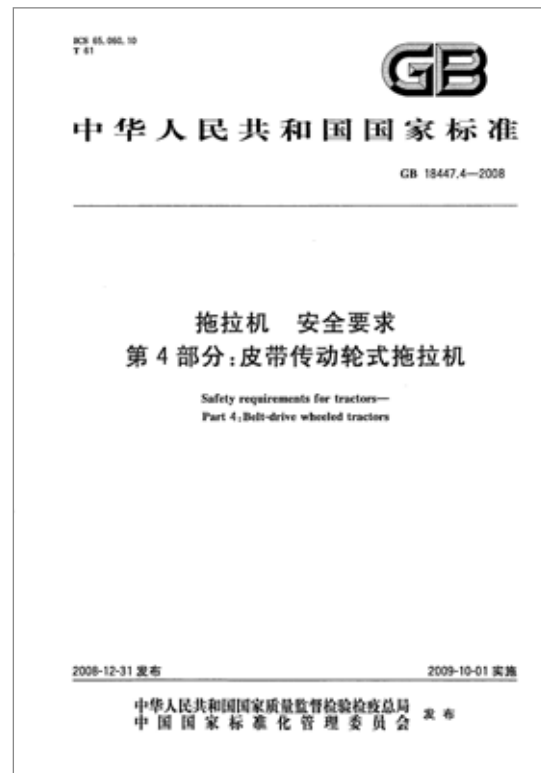 ICS 65.060.10
T 61
GB
中华人民共和国国家标准
GB 18447.4—2008
拖拉机 安全要求
第4部分:皮带传动轮式拖拉机
Safety requirements for tractors—
Part 4:Belt-drive wheeled tractors
2008-12-31发布 2009-10-01实施
中华人民共和国国家质量监督检验检疫总局
中国国家标准化管理委员会 发布